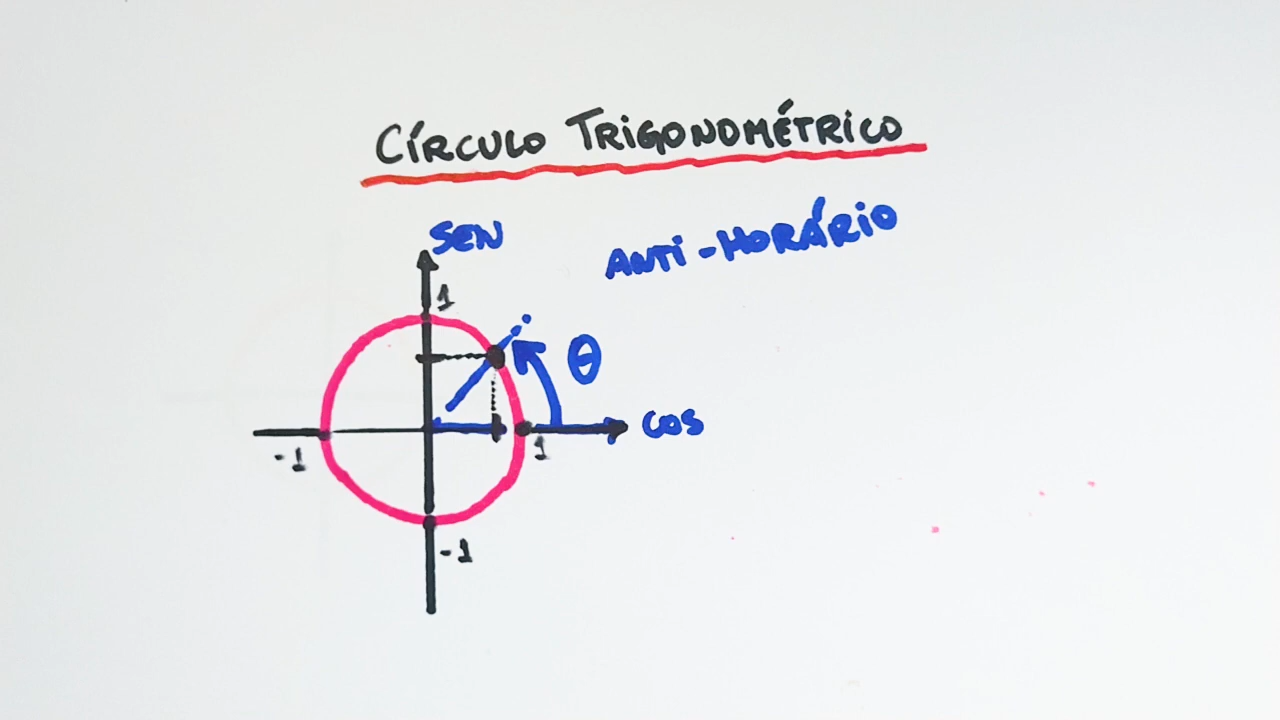 CÍRCULO TRIGONOMÉTRICO
SEN
ANTI-HORÁRIO
1
θ
COS
-1
1
-1